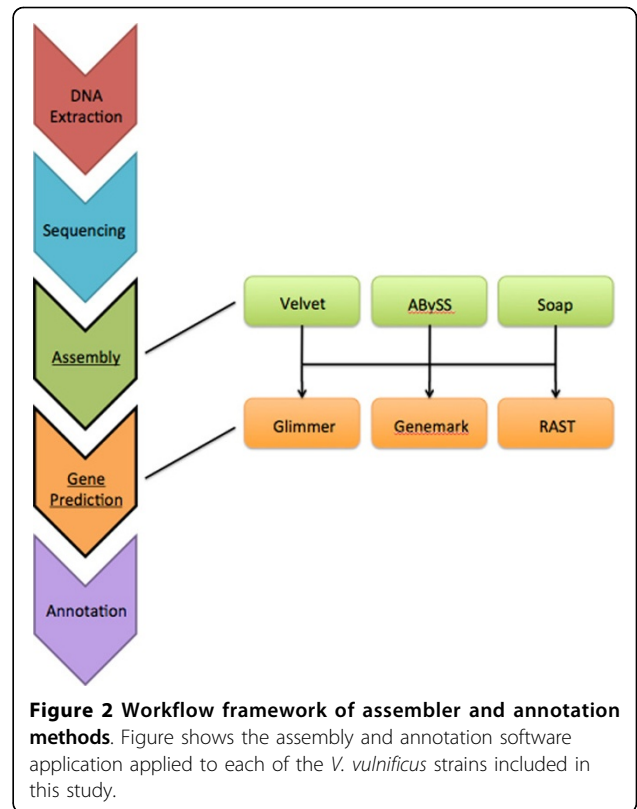 DNA
Extraction
Sequencing
Assembly
Velvet
ABySS
Soap
Gene
Prediction
Glimmer
Genemark
RAST
Annotation
Figure 2 Workflow framework of assembler and annotation
methods. Figure shows the assembly and annotation software
application applied to each of the V. vulnificus strains included in
this study.